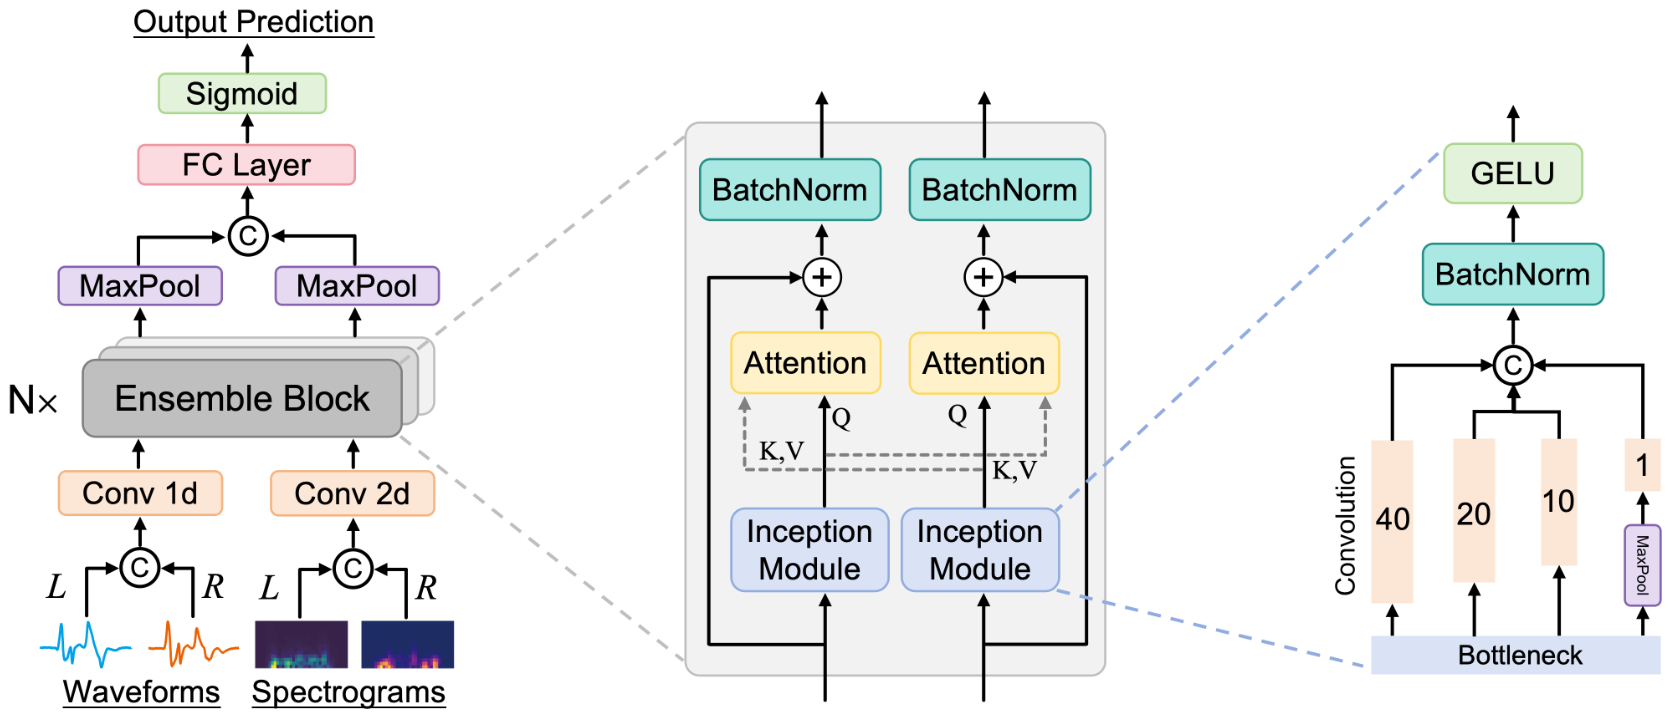 Output Prediction
Sigmoid
FC Layer
C
MaxPool
MaxPool
N×
Ensemble Block
Conv 1d
Conv 2d
C
C
L
R
L
R
Waveforms
Spectrograms
BatchNorm
BatchNorm
+
+
Attention
Attention
Q
Q
K,V
K,V
Inception
Module
Inception
Module
GELU
BatchNorm
C
Convolution
40
20
10
1
MaxPool
Bottleneck